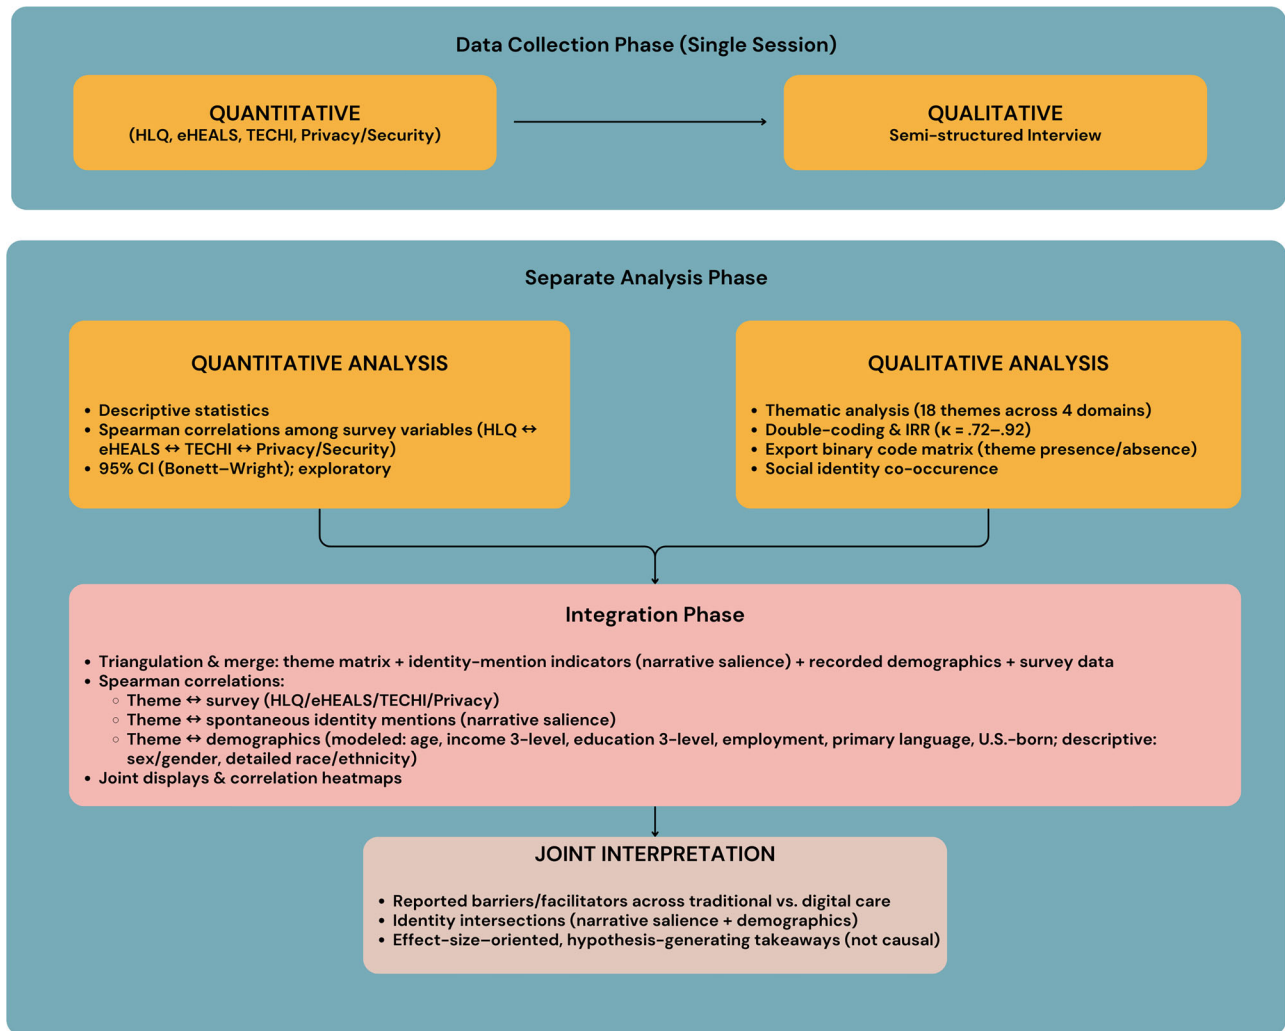 Data Collection Phase (Single Session)
QUANTITATIVE
(HLQ, eHEALS, TECHI, Privacy/Security)
QUALITATIVE
Semi-structured Interview
Separate Analysis Phase
QUANTITATIVE ANALYSIS
• Descriptive statistics
• Spearman correlations among survey variables (HLQ ↔
eHEALS ↔ TECHI ↔ Privacy/Security)
• 95% CI (Bonett–Wright); exploratory
QUALITATIVE ANALYSIS
• Thematic analysis (18 themes across 4 domains)
• Double-coding & IRR (κ = .72–.92)
• Export binary code matrix (theme presence/absence)
• Social identity co-occurence
Integration Phase
• Triangulation & merge: theme matrix + identity-mention indicators (narrative salience) + recorded demographics + survey data
• Spearman correlations:
○ Theme ↔ survey (HLQ/eHEALS/TECHI/Privacy)
○ Theme ↔ spontaneous identity mentions (narrative salience)
○ Theme ↔ demographics (modeled: age, income 3-level, education 3-level, employment, primary language, U.S.-born; descriptive:
sex/gender, detailed race/ethnicity)
• Joint displays & correlation heatmaps
JOINT INTERPRETATION
• Reported barriers/facilitators across traditional vs. digital care
• Identity intersections (narrative salience + demographics)
• Effect-size–oriented, hypothesis-generating takeaways (not causal)